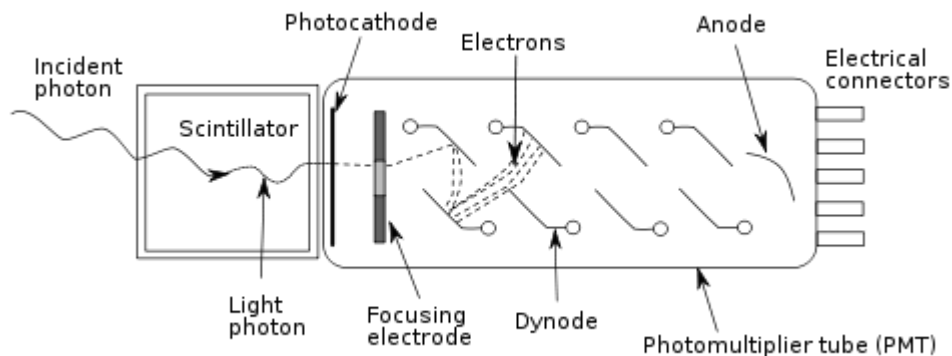 Photocathode
Anode
Electrons
Incident
photon
Electrical
connectors
Scintillator
Light
photon
Focusing
electrode
Dynode
Photomultiplier tube (PMT)